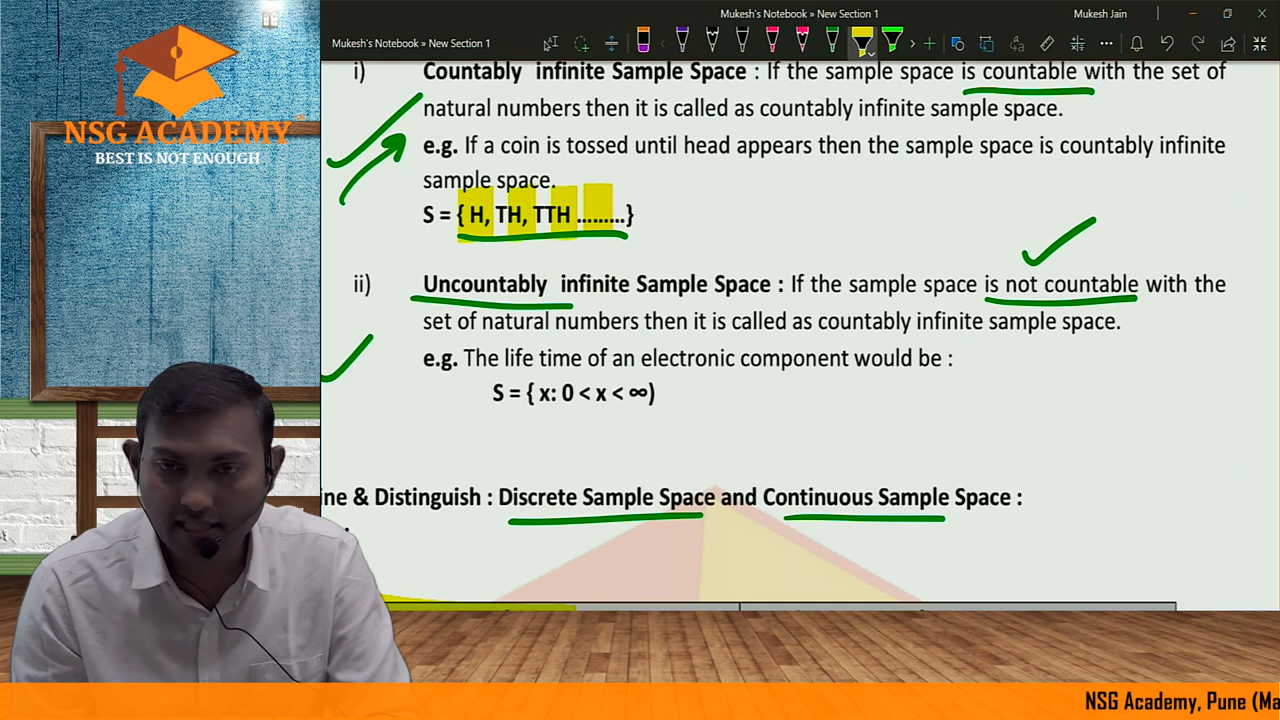 Mukesh's Notebook » New Section 1
Mukesh Jain
Mukesh's Notebook » New Section 1
NSG ACADEMY
BEST IS NOT ENOUGH
i) Countably infinite Sample Space : If the sample space is countable with the set of
natural numbers then it is called as countably infinite sample space.
e.g. If a coin is tossed until head appears then the sample space is countably infinite
sample space.
S = { H, TH, TTH .........}
ii) Uncountably infinite Sample Space : If the sample space is not countable with the
set of natural numbers then it is called as countably infinite sample space.
e.g. The life time of an electronic component would be :
S = { x: 0 < x < ∞)
ine & Distinguish : Discrete Sample Space and Continuous Sample Space :
NSG Academy, Pune (Ma